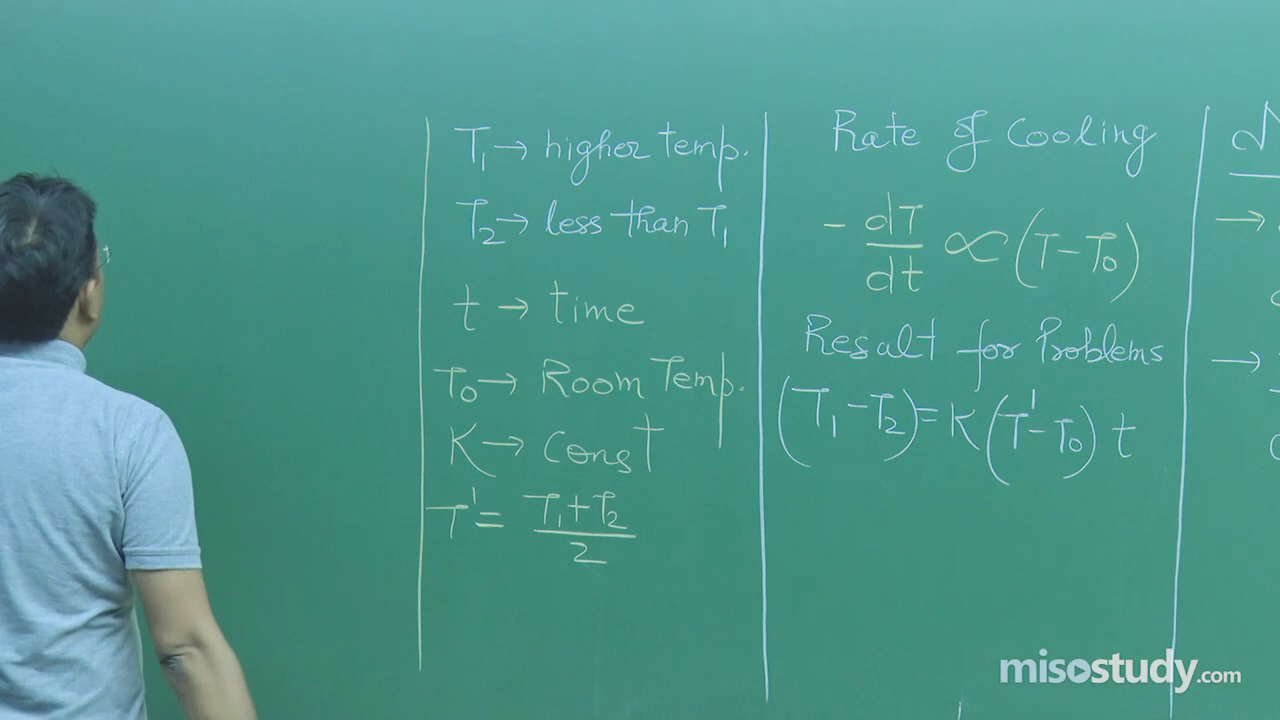 T₁ → higher temp.
T₂ → less than T₁
t → time
T₀ → Room Temp.
K → Const
T' = (T₁ + T₂)/2
Rate of Cooling
- dT/dt ∝ (T - T₀)
Result for Problems
(T₁ - T₂) = K (T' - T₀) t
→
→
misostudy.com